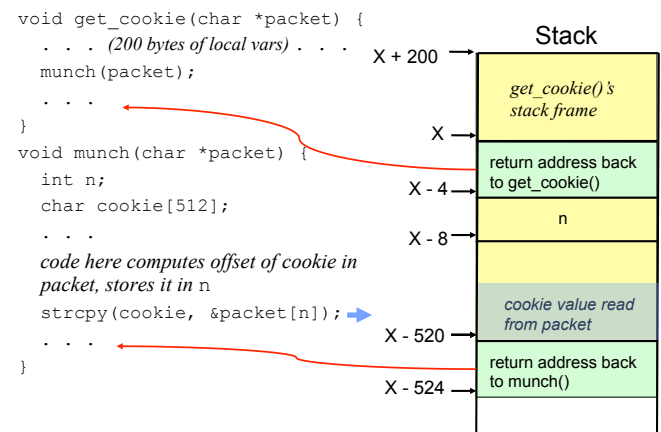 void get_cookie(char *packet) {
. . . (200 bytes of local vars) . . .
munch(packet);
. . .
}
void munch(char *packet) {
int n;
char cookie[512];
. . .
code here computes offset of cookie in
packet, stores it in n
strcpy(cookie, &packet[n]);
. . .
}
Stack
X + 200
get_cookie()'s
stack frame
X
return address back
to get_cookie()
X - 4
n
X - 8
cookie value read
from packet
X - 520
return address back
to munch()
X - 524